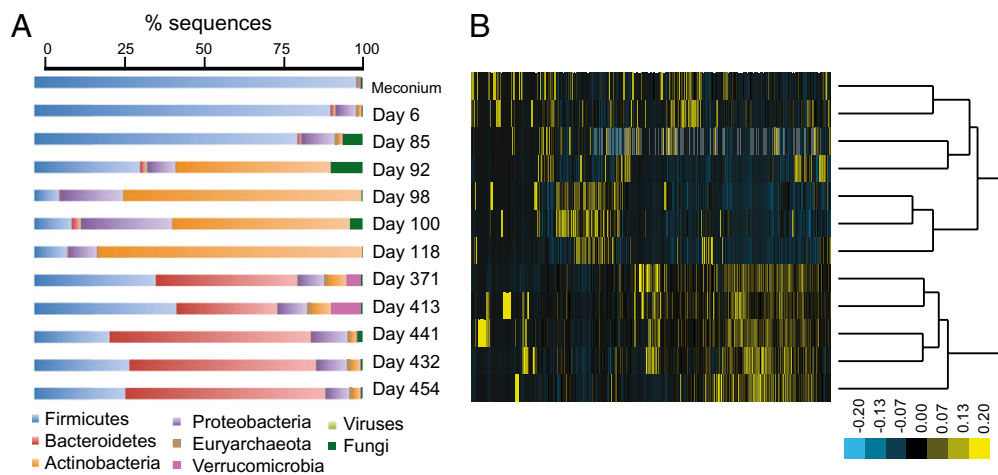 A
% sequences
0 25 50 75 100
Meconium
Day 6
Day 85
Day 92
Day 98
Day 100
Day 118
Day 371
Day 413
Day 441
Day 432
Day 454
Firmicutes
Bacteroidetes
Actinobacteria
Proteobacteria
Euryarchaeota
Verrucomicrobia
Viruses
Fungi
B
-0.20 -0.13 -0.07 0.00 0.07 0.13 0.20